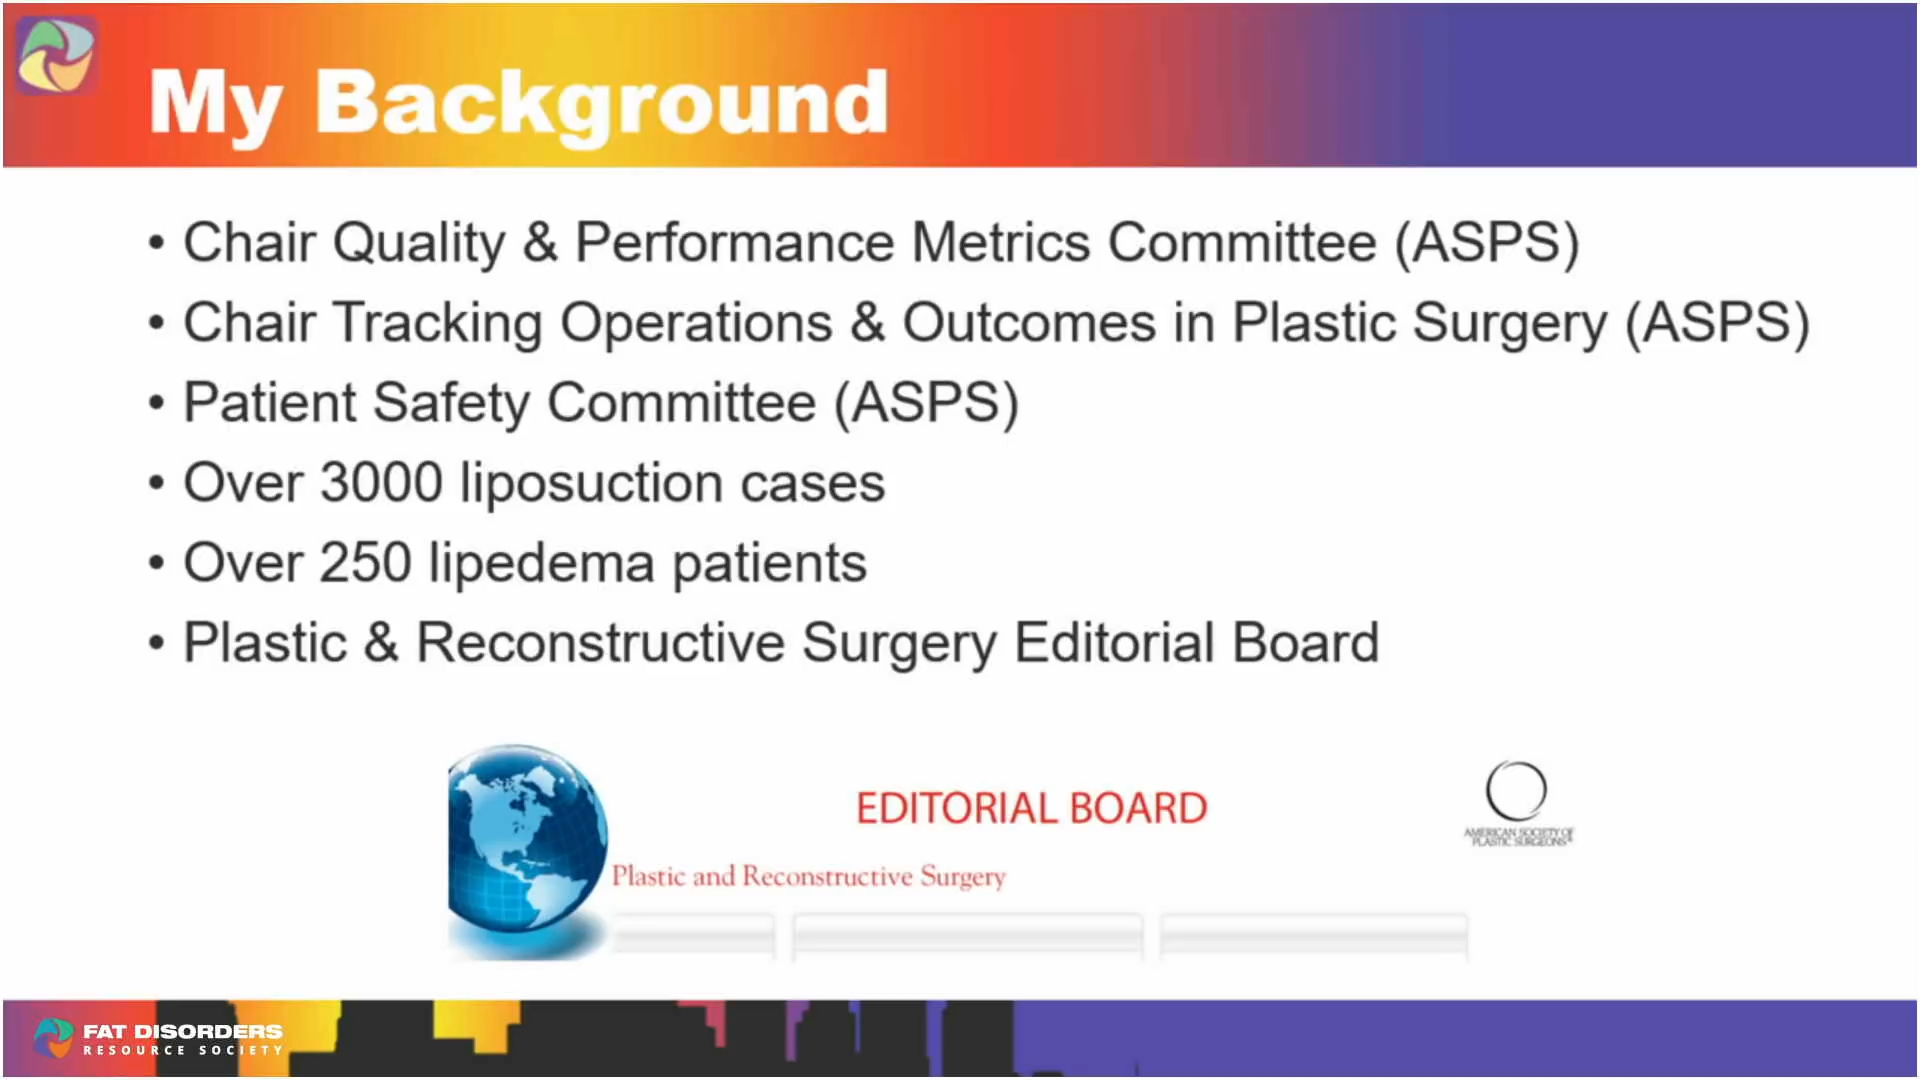 My Background
• Chair Quality & Performance Metrics Committee (ASPS)
• Chair Tracking Operations & Outcomes in Plastic Surgery (ASPS)
• Patient Safety Committee (ASPS)
• Over 3000 liposuction cases
• Over 250 lipedema patients
• Plastic & Reconstructive Surgery Editorial Board
EDITORIAL BOARD
AMERICAN SOCIETY OF
PLASTIC SURGEONS®
Plastic and Reconstructive Surgery
FAT DISORDERS
RESOURCE SOCIETY